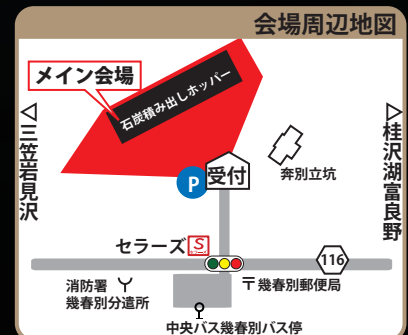 会場周辺地図
メイン会場
石炭積み出しホッパー
三笠岩見沢
桂沢湖富良野
奔別立坑
P
受付
セラーズ
S
116
消防署
幾春別分遣所
〒幾春別郵便局
中央バス幾春別バス停